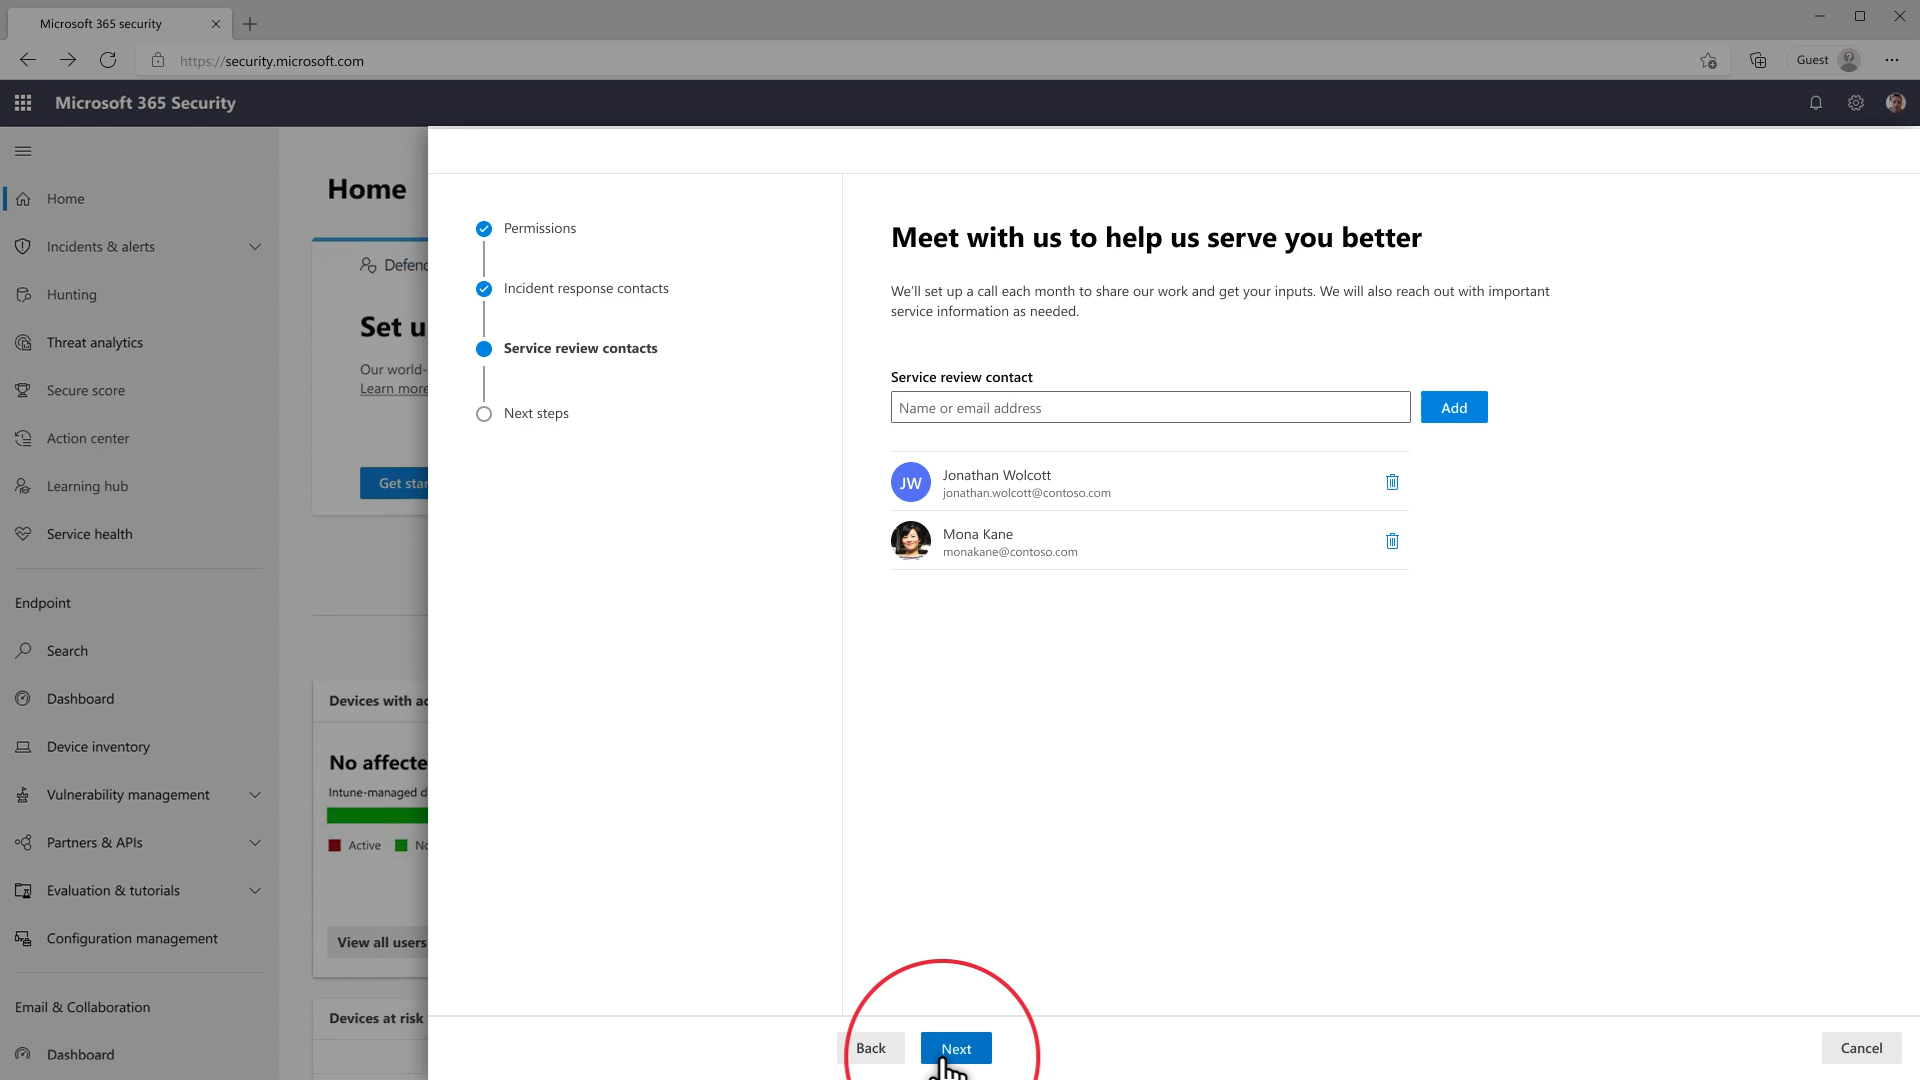 Microsoft 365 security
https://security.microsoft.com
Guest
Microsoft 365 Security
Home
Incidents & alerts
Hunting
Threat analytics
Secure score
Action center
Learning hub
Service health
Endpoint
Search
Dashboard
Device inventory
Vulnerability management
Partners & APIs
Evaluation & tutorials
Configuration management
Email & Collaboration
Dashboard
Home
Defend
Set u
Our world-
Learn more
Get star
Devices with ac
No affecte
Intune-managed d
Active No
View all users
Devices at risk
Permissions
Incident response contacts
Service review contacts
Next steps
Meet with us to help us serve you better
We'll set up a call each month to share our work and get your inputs. We will also reach out with important
service information as needed.
Service review contact
Name or email address
Add
JW
Jonathan Wolcott
jonathan.wolcott@contoso.com
Mona Kane
monakane@contoso.com
Back
Next
Cancel